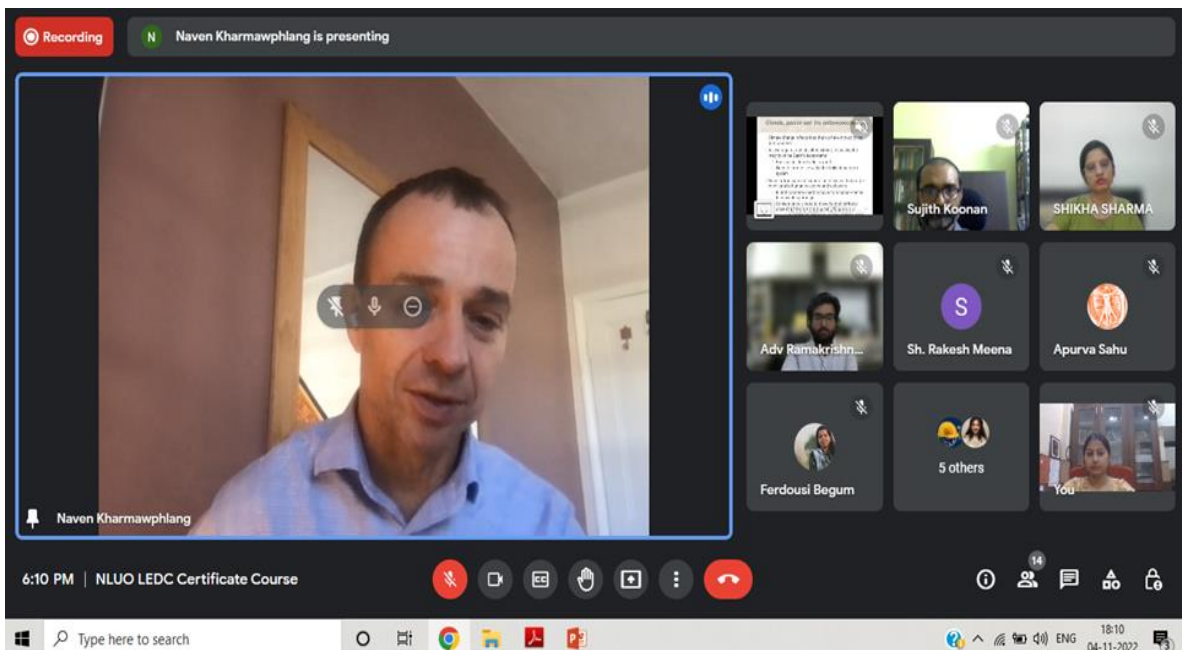 Recording
N
Naven Kharmawphlang is presenting
Sujith Koonan
SHIKHA SHARMA
Adv Ramakrishn...
S
Sh. Rakesh Meena
Apurva Sahu
Ferdousi Begum
5 others
You
Naven Kharmawphlang
6:10 PM | NLUO LEDC Certificate Course
CC
14
Type here to search
ENG
18:10
04-11-2022
3